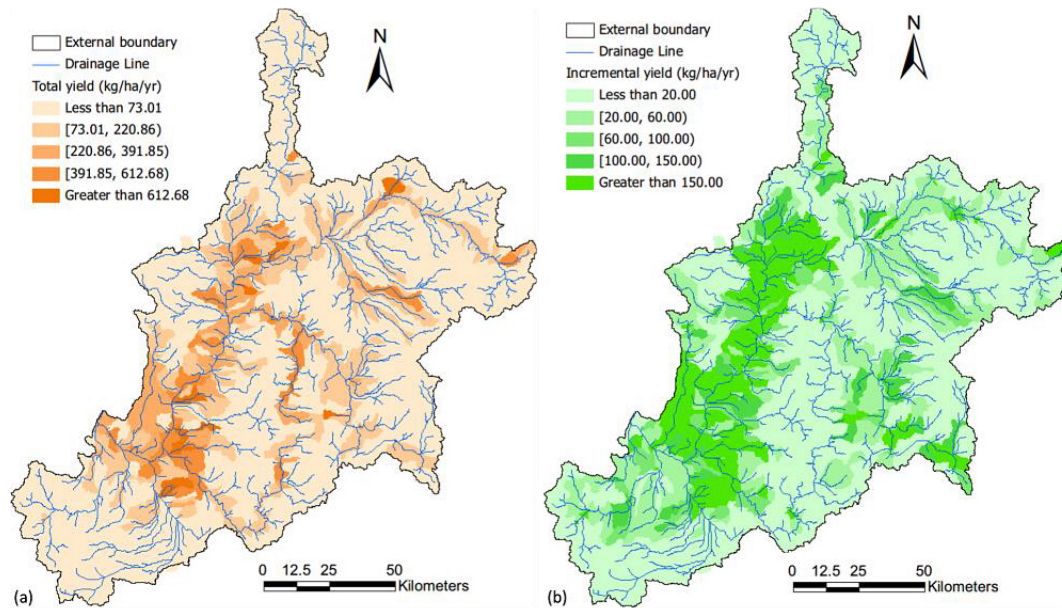 External boundary
Drainage Line
Total yield (kg/ha/yr)
Less than 73.01
[73.01, 220.86)
[220.86, 391.85)
[391.85, 612.68)
Greater than 612.68
N
0 12.5 25 50
Kilometers
(a)
External boundary
Drainage Line
Incremental yield (kg/ha/yr)
Less than 20.00
[20.00, 60.00)
[60.00, 100.00)
[100.00, 150.00)
Greater than 150.00
N
0 12.5 25 50
Kilometers
(b)